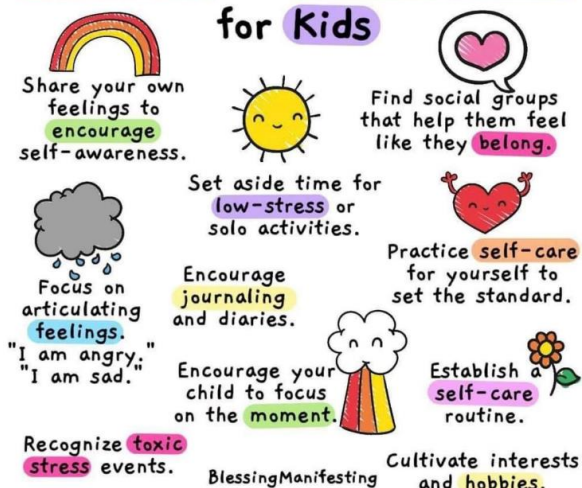 for Kids
Share your own
feelings to
encourage
self-awareness.
Find social groups
that help them feel
like they belong.
Set aside time for
low-stress or
solo activities.
Practice self-care
for yourself to
set the standard.
Focus on
articulating
feelings.
"I am angry."
"I am sad."
Encourage
journaling
and diaries.
Encourage your
child to focus
on the moment.
Establish a
self-care
routine.
Recognize toxic
stress events.
BlessingManifesting
Cultivate interests
and hobbies.